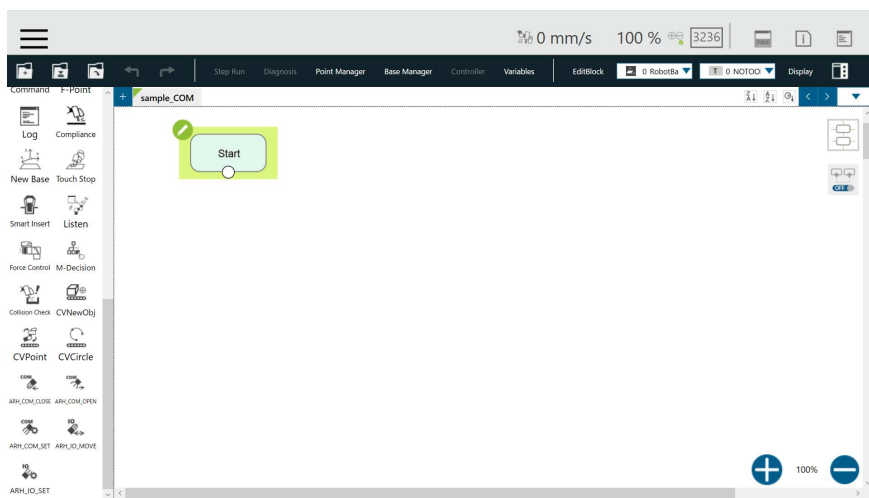 0 mm/s 100 % 3236
Step Run Diagnosis Point Manager Base Manager Controller Variables EditBlock 0 RobotBa T 0 NOTOO Display
Command F-Point
+ sample_COM
Log Compliance
Start
New Base Touch Stop
OFF
Smart Insert Listen
Force Control M-Decision
Collision Check CVNewObj
CVPoint CVCircle
COM COM
ARH_COM_CLOSE ARH_COM_OPEN
COM IO
ARH_COM_SET ARH_IO_MOVE
IO
ARH_IO_SET
100%